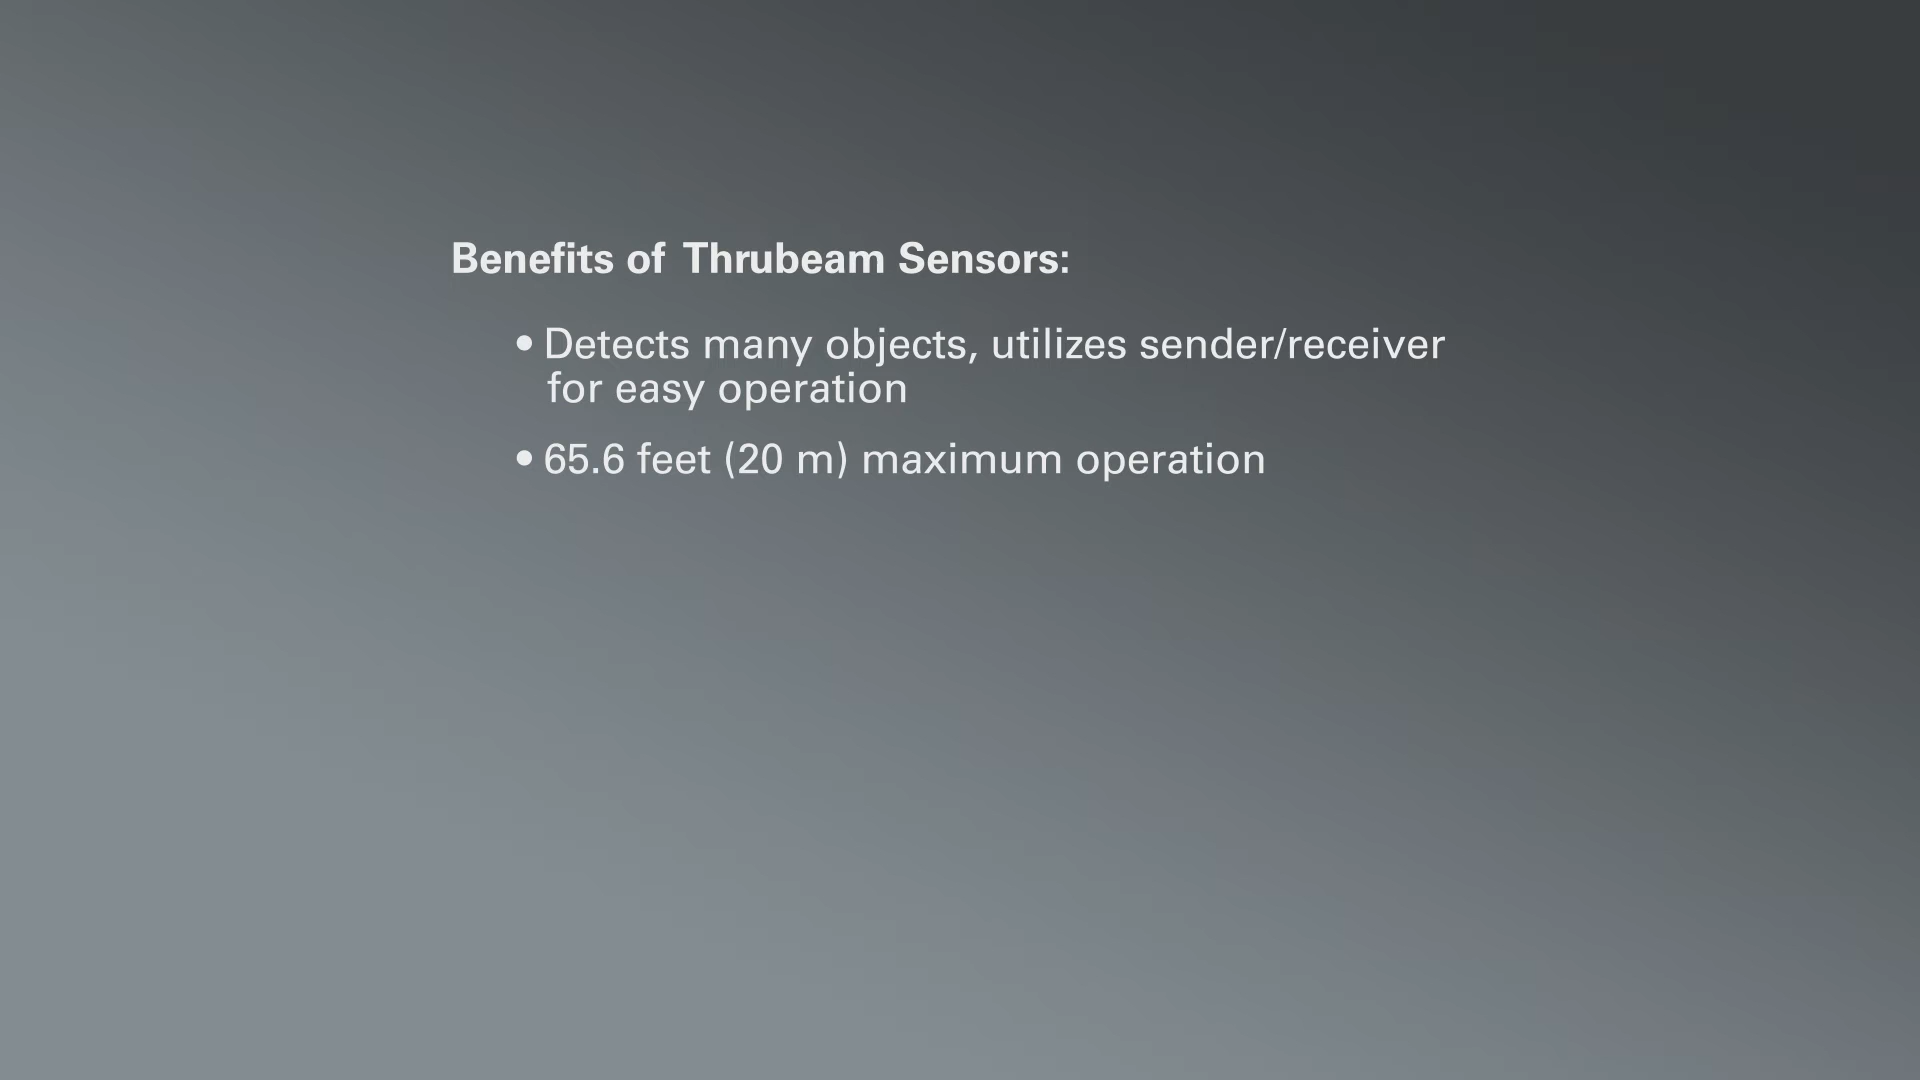 Benefits of Thrubeam Sensors:
• Detects many objects, utilizes sender/receiver
for easy operation
• 65.6 feet (20 m) maximum operation